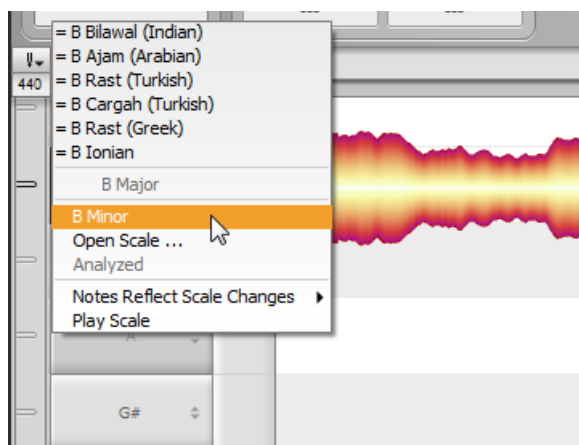 = B Bilawal (Indian)
= B Ajam (Arabian)
440
= B Rast (Turkish)
= B Cargah (Turkish)
= B Rast (Greek)
= B Ionian
B Major
B Minor
Open Scale ...
Analyzed
Notes Reflect Scale Changes
Play Scale
G#